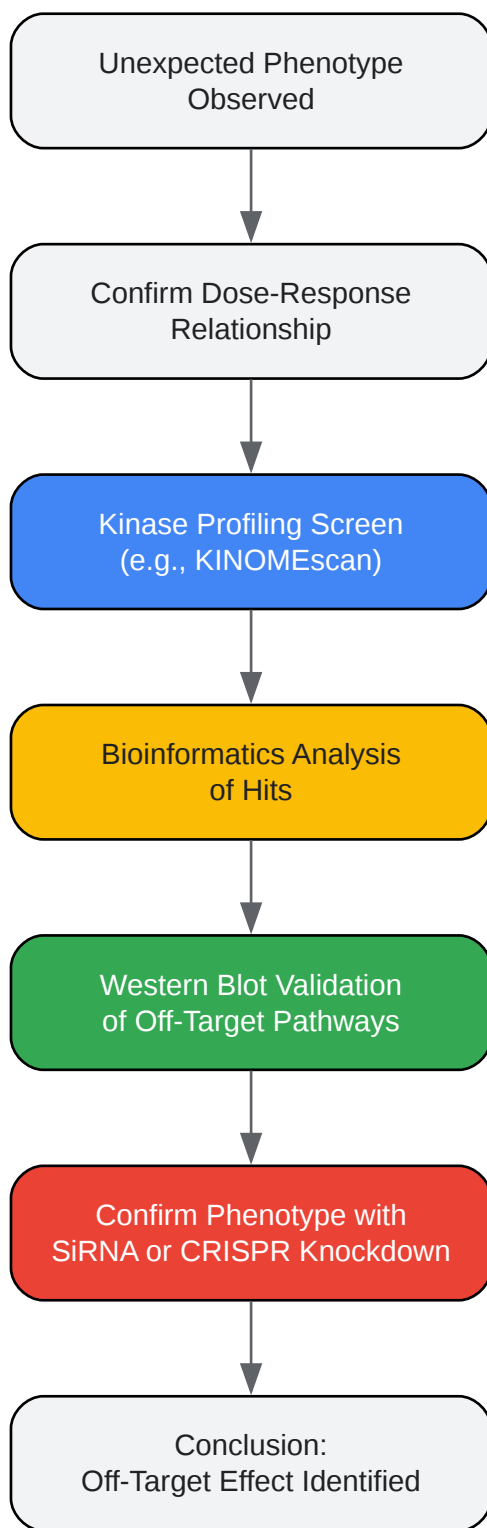 Unexpected Phenotype
Observed
Confirm Dose-Response
Relationship
Kinase Profiling Screen
(e.g., KINOMEscan)
Bioinformatics Analysis
of Hits
Western Blot Validation
of Off-Target Pathways
Confirm Phenotype with
SiRNA or CRISPR Knockdown
Conclusion:
Off-Target Effect Identified